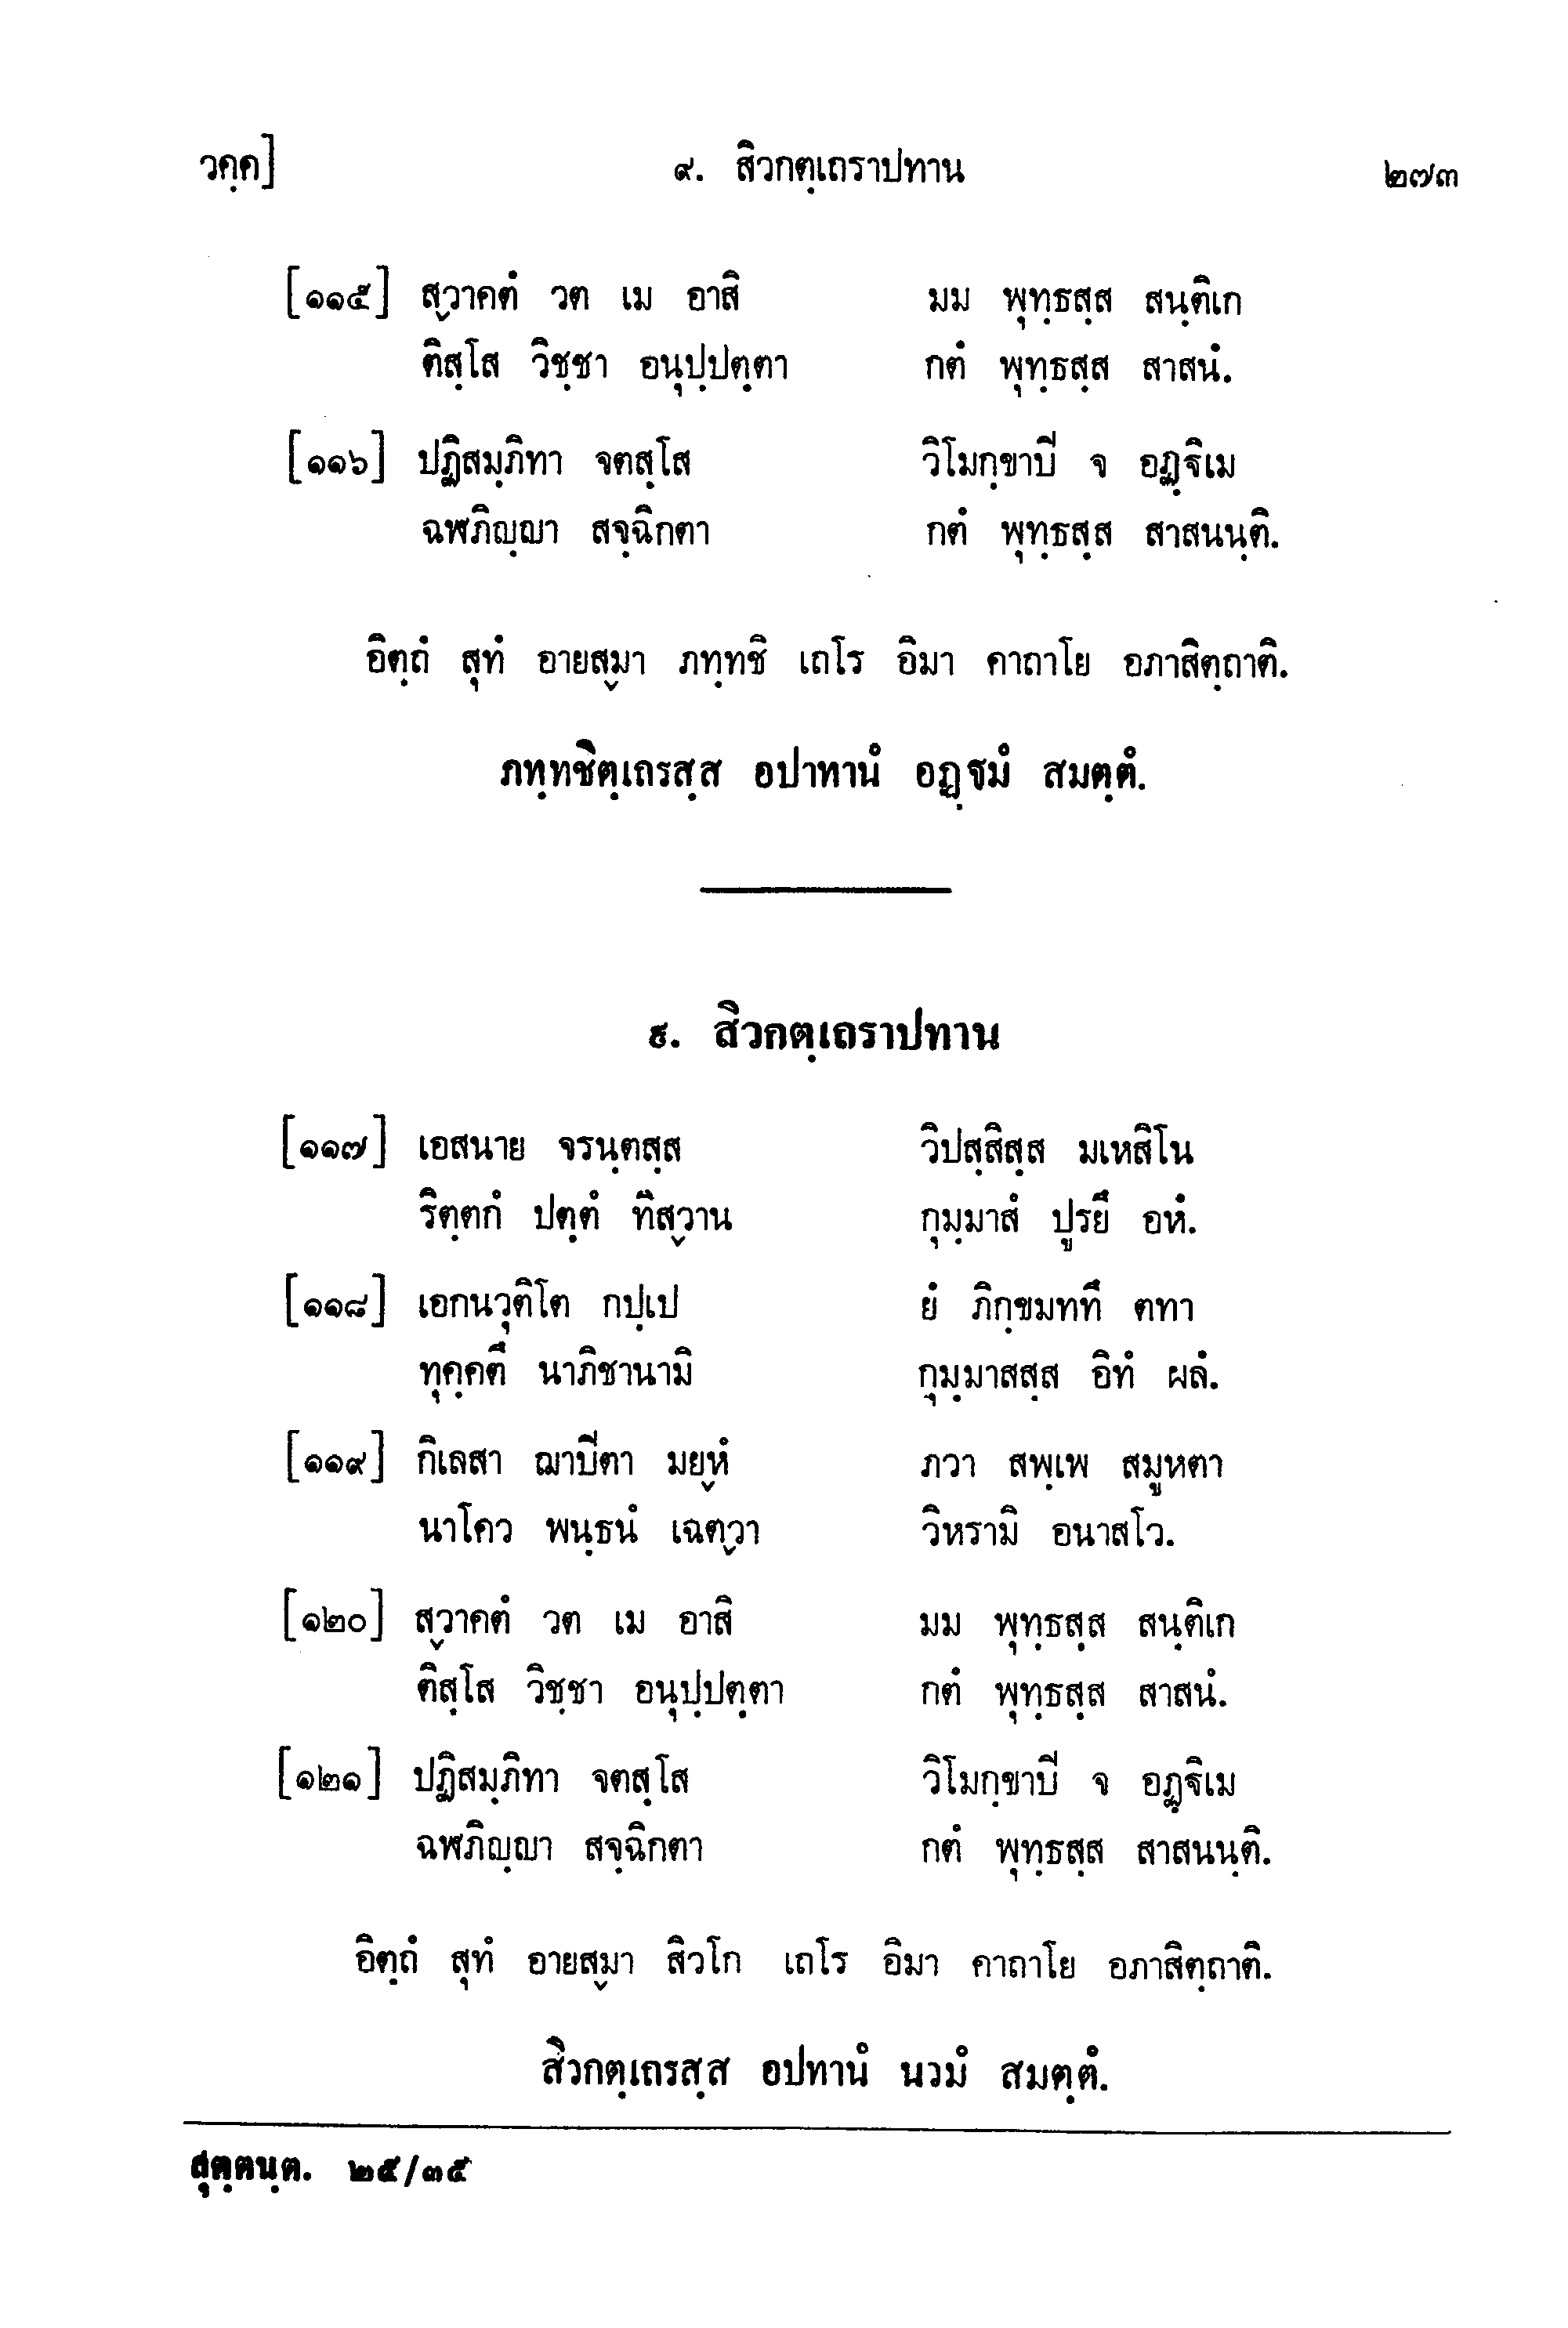 วคฺค] ๙. สิวกตฺเถราปทาน ๒๗๓
[๑๑๕] สฺวาคตํ วต เม อาสิ มม พุทฺธสฺส สนฺติเก
ติสฺโส วิชฺชา อนุปฺปตฺตา กตํ พุทฺธสฺส สาสนํ.
[๑๑๖] ปฏิสมฺภิทา จตสฺโส วิโมกฺขาปิ จ อฏฺฐิเม
ฉฬภิญฺญา สจฺฉิกตา กตํ พุทฺธสฺส สาสนนฺติ.
อิตฺถํ สุทํ อายสฺมา ภทฺทชิ เถโร อิมา คาถาโย อภาสิตฺถาติ.
ภทฺทชิตฺเถรสฺส อปาทานํ อฏฺฐมํ สมตฺตํ.
๙. สิวกตฺเถราปทาน
[๑๑๗] เอสนาย จรนฺตสฺส วิปสฺสิสฺส มเหสิโน
ริตฺตกํ ปตฺตํ ทิสฺวาน กุมฺมาสํ ปูรยึ อหํ.
[๑๑๘] เอกนวุติโต กปฺเป ยํ ภิกฺขมททึ ตทา
ทุคฺคตึ นาภิชานามิ กุมฺมาสสฺส อิทํ ผลํ.
[๑๑๙] กิเลสา ฌาปีตา มยฺหํ ภวา สพฺเพ สมูหตา
นาโคว พนฺธนํ เฉตฺวา วิหรามิ อนาสโว.
[๑๒๐] สฺวาคตํ วต เม อาสิ มม พุทฺธสฺส สนฺติเก
ติสฺโส วิชฺชา อนุปฺปตฺตา กตํ พุทฺธสฺส สาสนํ.
[๑๒๑] ปฏิสมฺภิทา จตสฺโส วิโมกฺขาปิ จ อฏฺฐิเม
ฉฬภิญฺญา สจฺฉิกตา กตํ พุทฺธสฺส สาสนนฺติ.
อิตฺถํ สุทํ อายสฺมา สิวโก เถโร อิมา คาถาโย อภาสิตฺถาติ.
สิวกตฺเถรสฺส อปทานํ นวมํ สมตฺตํ.
สุตฺตนฺต. ๒๕/๓๕